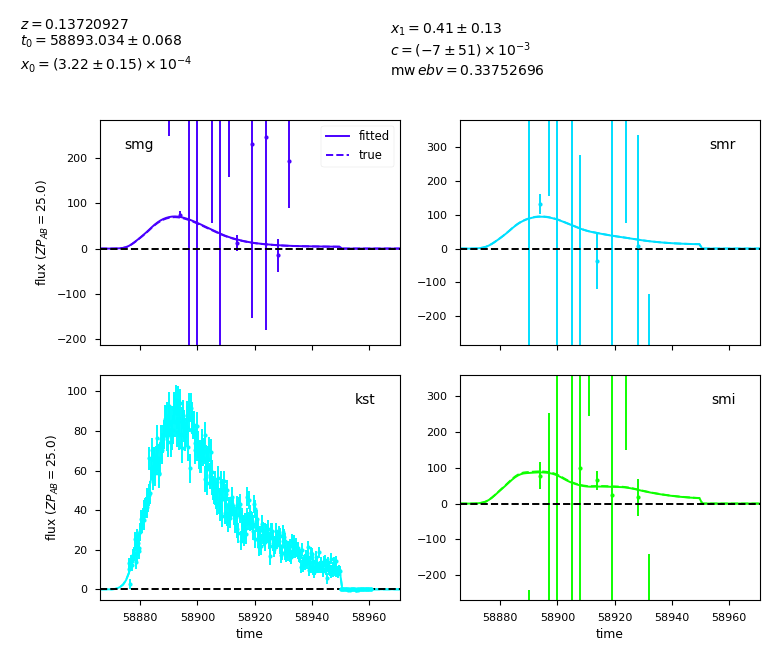 z = 0.13720927
t0 = 58893.034 ± 0.068
x0 = (3.22 ± 0.15) × 10^−4
x1 = 0.41 ± 0.13
c = (−7 ± 51) × 10^−3
mw ebv = 0.33752696
smg
fitted
true
200
100
0
−100
−200
flux (ZP_AB = 25.0)
smr
300
200
100
0
−100
−200
kst
100
80
60
40
20
0
flux (ZP_AB = 25.0)
58880 58900 58920 58940 58960
time
smi
300
200
100
0
−100
−200
58880 58900 58920 58940 58960
time